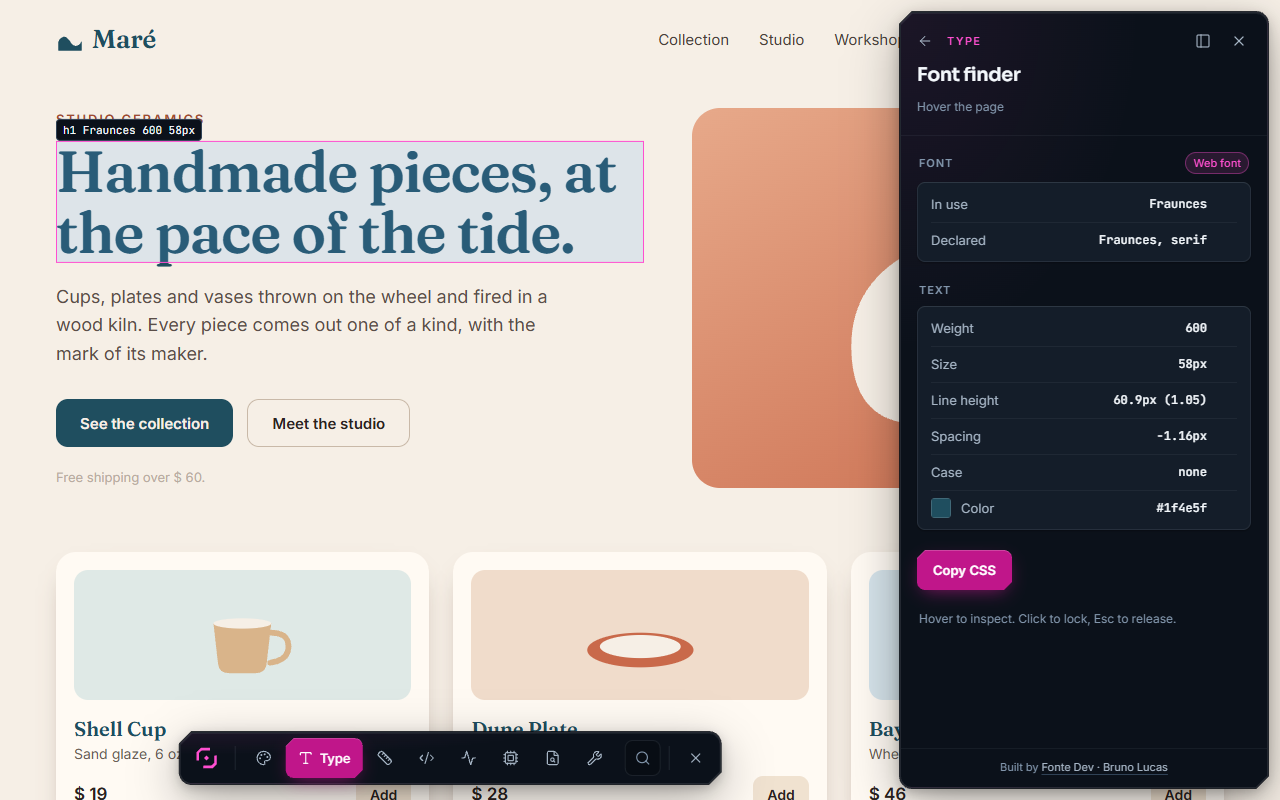 Maré
Collection
Studio
TYPE
Font finder
Hover the page
h1 Fraunces 600 58px
Handmade pieces, at
the pace of the tide.
Cups, plates and vases thrown on the wheel and fired in a
wood kiln. Every piece comes out one of a kind, with the
mark of its maker.
See the collection
Meet the studio
Free shipping over $ 60.
FONT
Web font
In use
Fraunces
Declared
Fraunces, serif
TEXT
Weight
600
Size
58px
Line height
60.9px (1.05)
Spacing
-1.16px
Case
none
Color
#1f4e5f
Copy CSS
Hover to inspect. Click to lock, Esc to release.
Shell Cup
Sand glaze, 6 oz
$ 19
Add
Dune Plate
$ 28
Add
$ 46
Add
Type
Built by Fonte Dev · Bruno Lucas